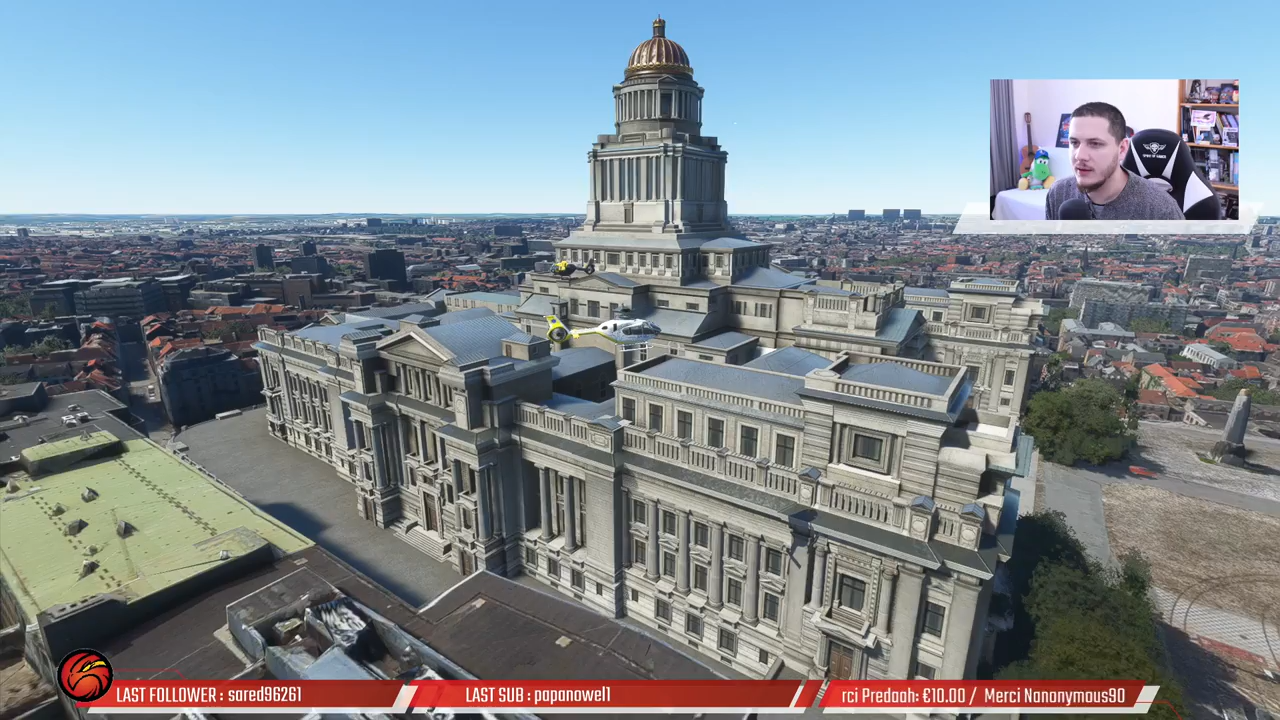 LAST FOLLOWER : sared96261
LAST SUB : papanowel1
rci Predaah: €10.00 / Merci Nanonymous90